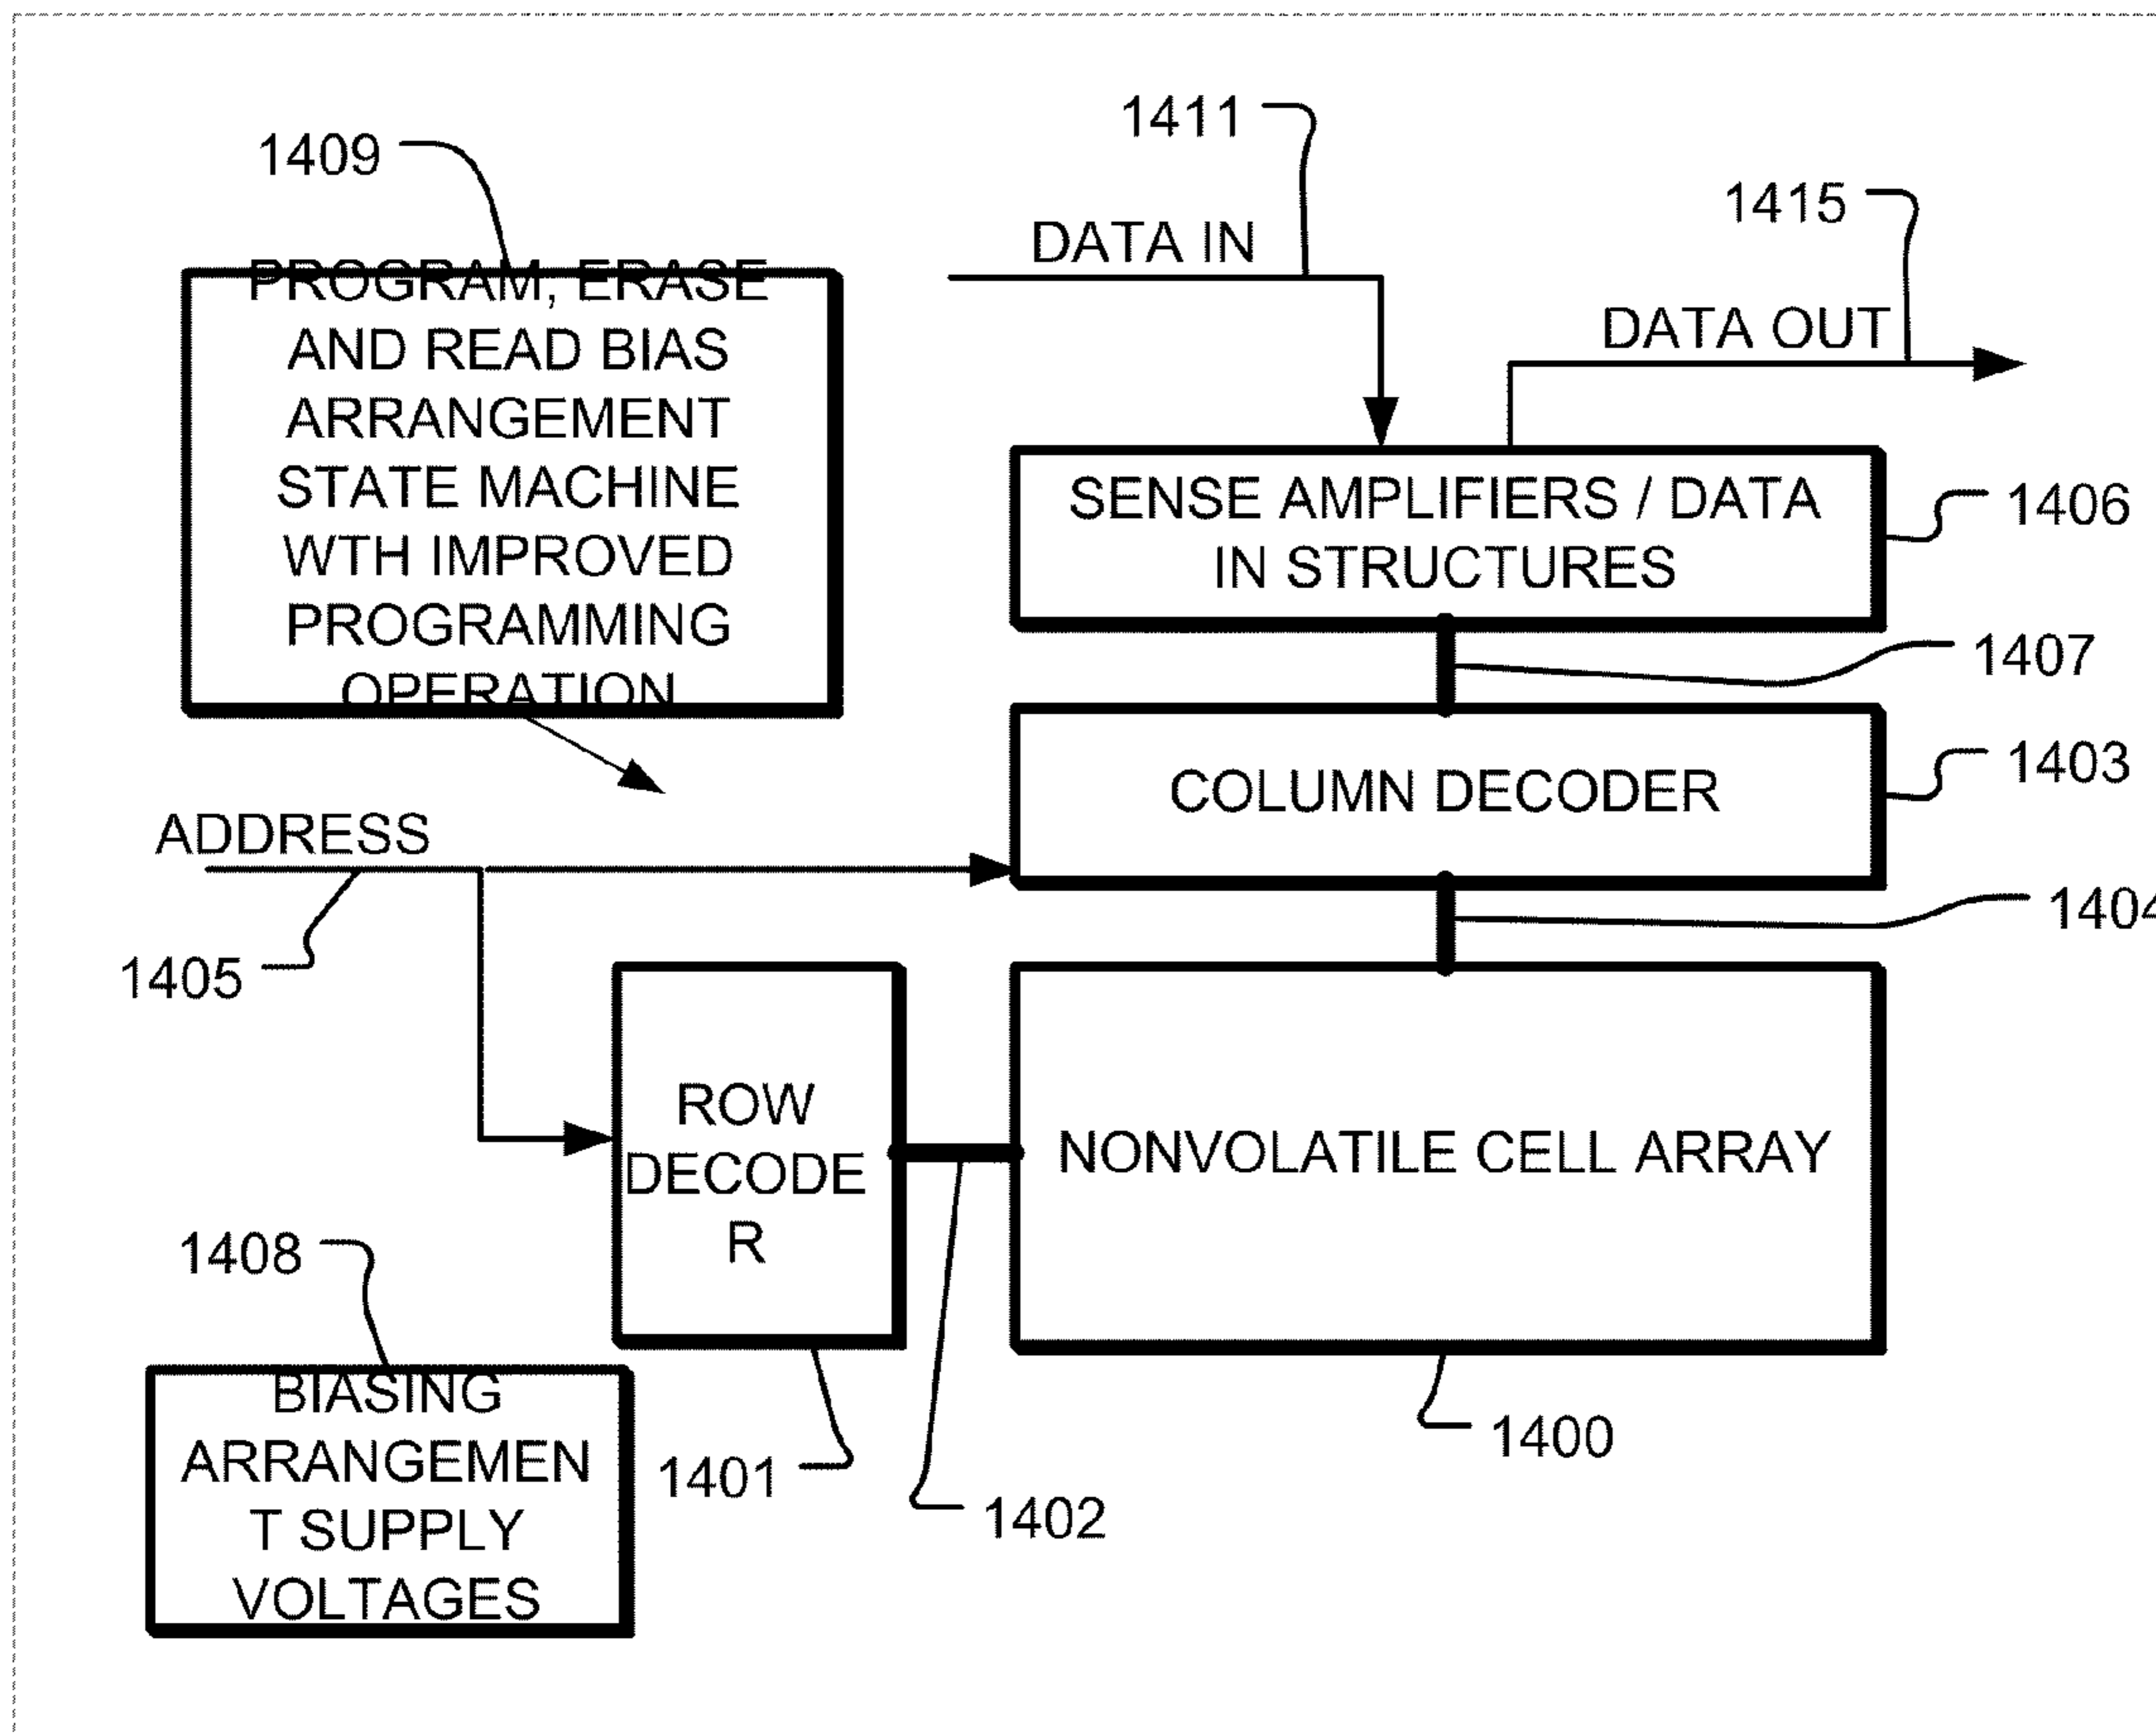 1411
1409
1415
DATA IN
DATA OUT
PROGRAM, ERASE
AND READ BIAS
ARRANGEMENT
STATE MACHINE
WTH IMPROVED
PROGRAMMING
OPERATION
SENSE AMPLIFIERS / DATA
IN STRUCTURES
1406
1407
COLUMN DECODER
1403
ADDRESS
1404
1405
ROW
DECODE
R
NONVOLATILE CELL ARRAY
1408
BIASING
ARRANGEMEN
T SUPPLY
VOLTAGES
1401
1402
1400